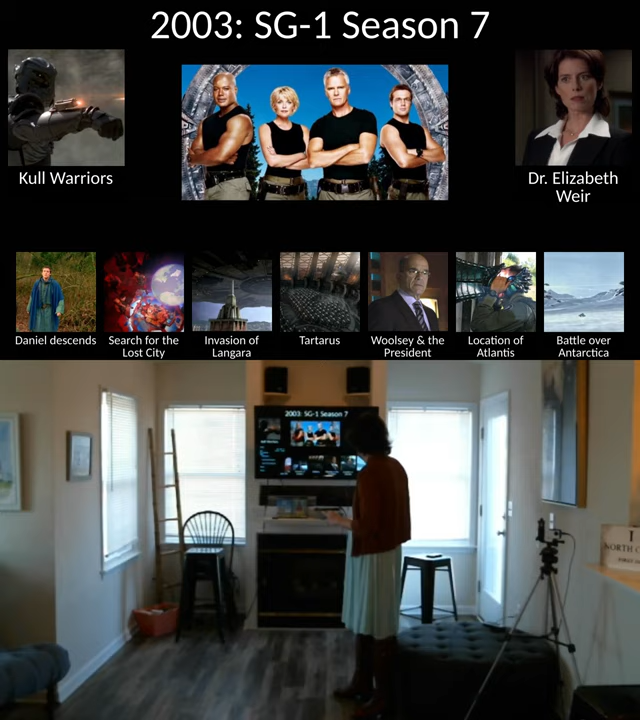 2003: SG-1 Season 7
Kull Warriors
Dr. Elizabeth
Weir
Daniel descends
Search for the
Lost City
Invasion of
Langara
Tartarus
Woolsey & the
President
Location of
Atlantis
Battle over
Antarctica
2003: SG-1 Season 7
NORTH